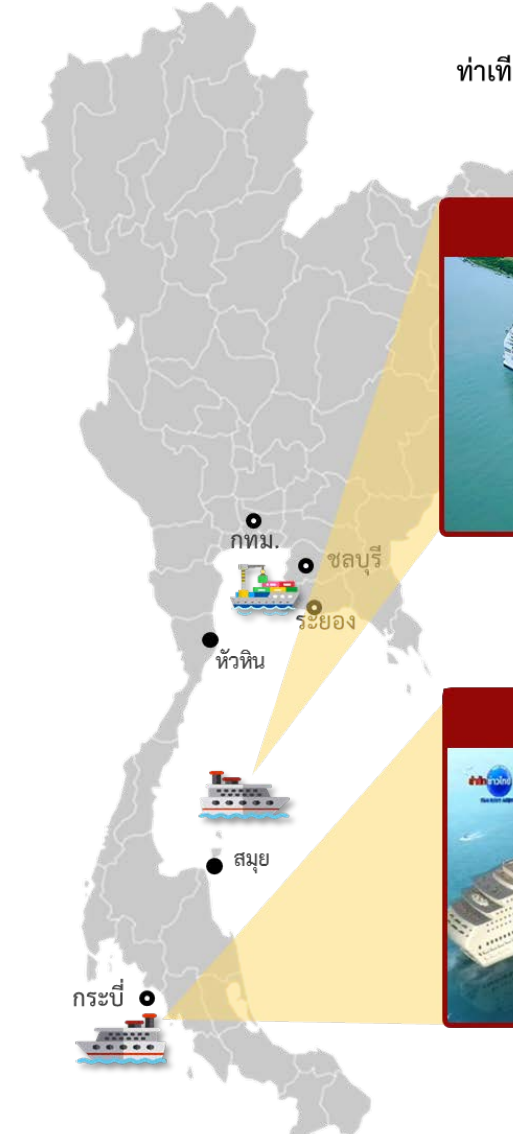 ท่าเที
กทม.
ชลบุรี
ระยอง
หัวหิน
สมุย
กระบี่